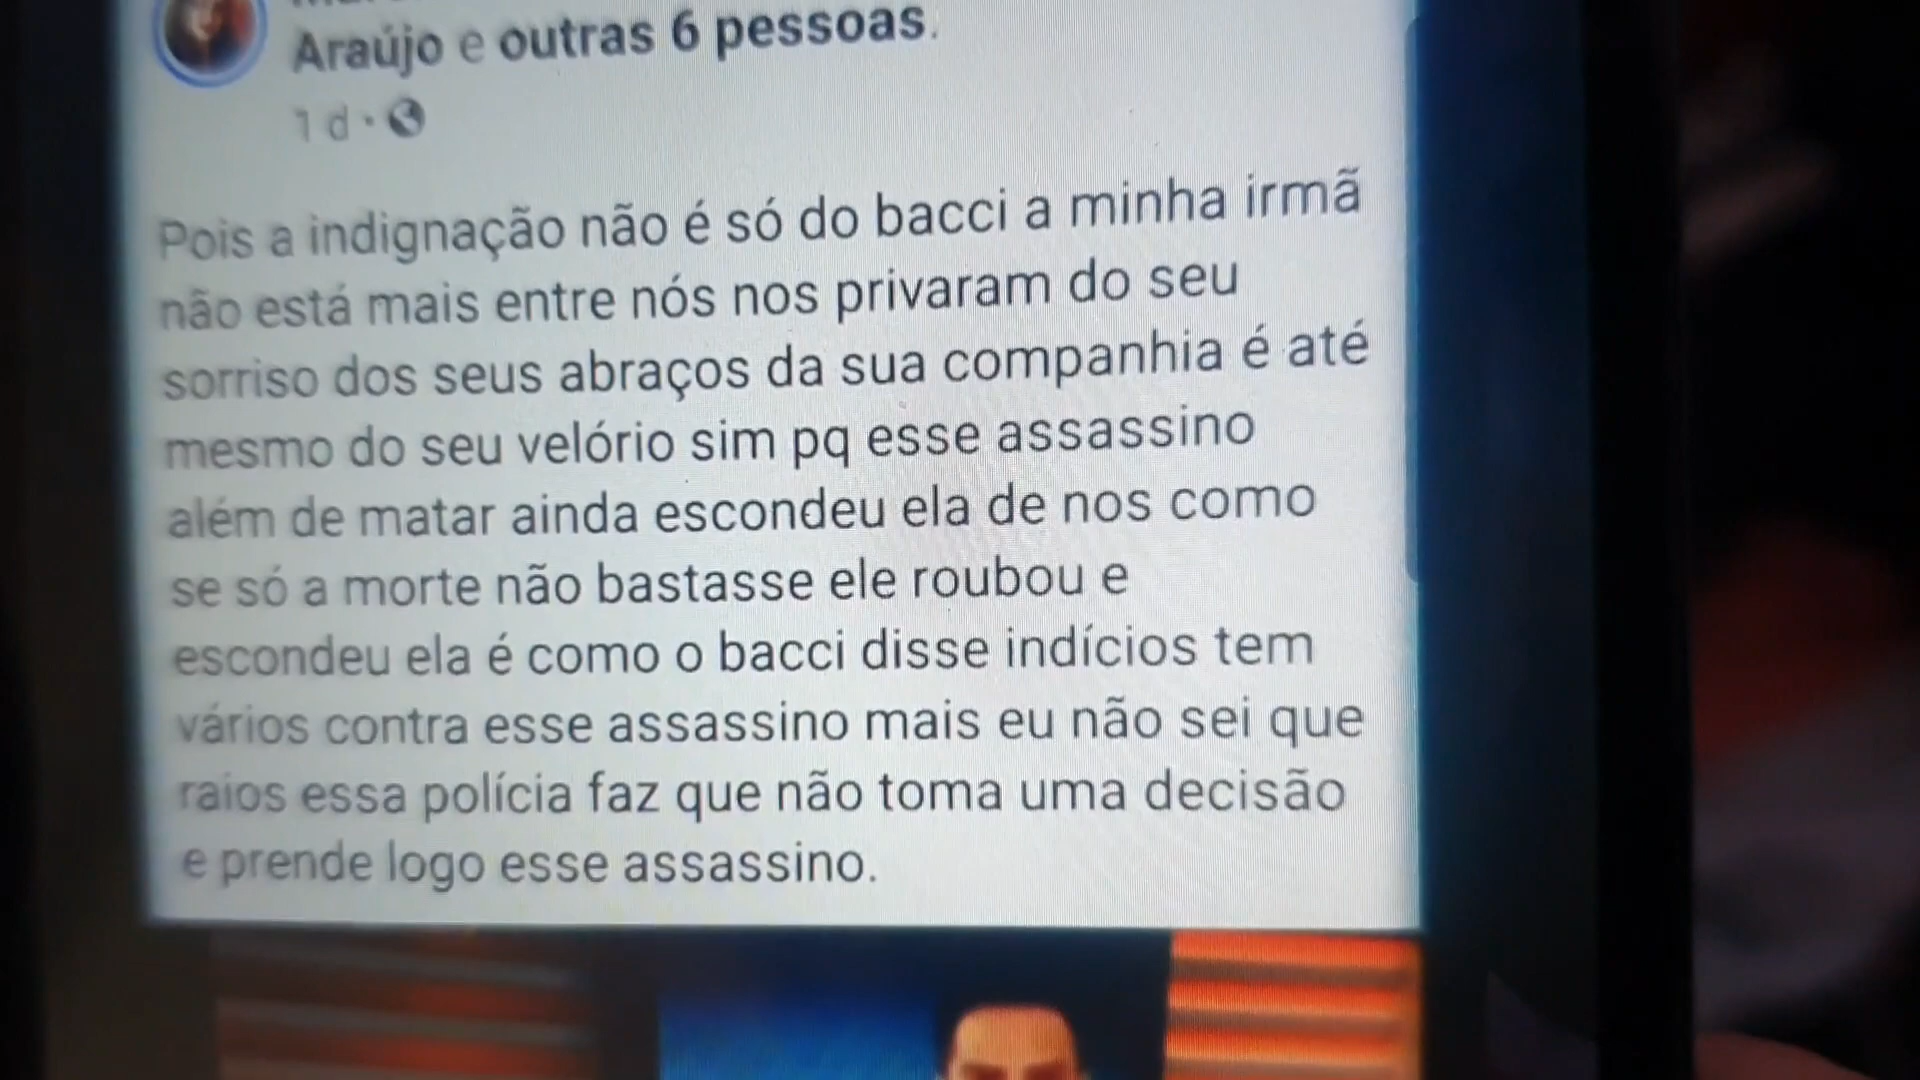 Araújo e outras 6 pessoas.
1 d ·
Pois a indignação não é só do bacci a minha irmã
não está mais entre nós nos privaram do seu
sorriso dos seus abraços da sua companhia é até
mesmo do seu velório sim pq esse assassino
além de matar ainda escondeu ela de nos como
se só a morte não bastasse ele roubou e
escondeu ela é como o bacci disse indícios tem
vários contra esse assassino mais eu não sei que
raios essa polícia faz que não toma uma decisão
e prende logo esse assassino.